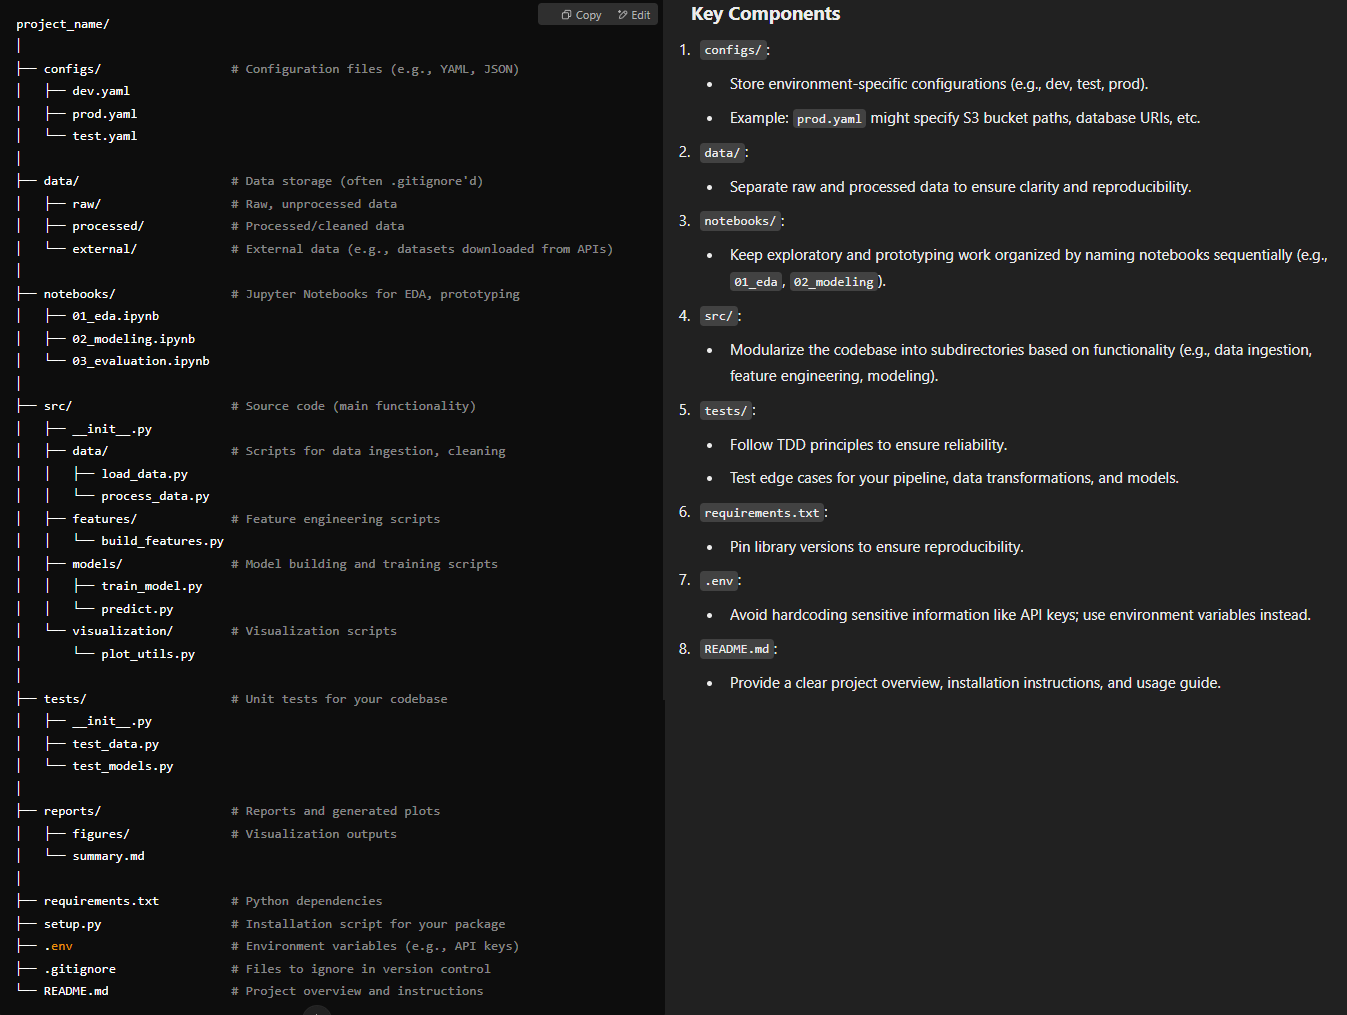 project_name/
│
├── configs/ # Configuration files (e.g., YAML, JSON)
│ ├── dev.yaml
│ ├── prod.yaml
│ └── test.yaml
│
├── data/ # Data storage (often .gitignore'd)
│ ├── raw/ # Raw, unprocessed data
│ ├── processed/ # Processed/cleaned data
│ └── external/ # External data (e.g., datasets downloaded from APIs)
│
├── notebooks/ # Jupyter Notebooks for EDA, prototyping
│ ├── 01_eda.ipynb
│ ├── 02_modeling.ipynb
│ └── 03_evaluation.ipynb
│
├── src/ # Source code (main functionality)
│ ├── __init__.py
│ ├── data/ # Scripts for data ingestion, cleaning
│ │ ├── load_data.py
│ │ └── process_data.py
│ ├── features/ # Feature engineering scripts
│ │ └── build_features.py
│ ├── models/ # Model building and training scripts
│ │ ├── train_model.py
│ │ └── predict.py
│ └── visualization/ # Visualization scripts
│ └── plot_utils.py
│
├── tests/ # Unit tests for your codebase
│ ├── __init__.py
│ ├── test_data.py
│ └── test_models.py
│
├── reports/ # Reports and generated plots
│ ├── figures/ # Visualization outputs
│ └── summary.md
│
├── requirements.txt # Python dependencies
├── setup.py # Installation script for your package
├── .env # Environment variables (e.g., API keys)
├── .gitignore # Files to ignore in version control
└── README.md # Project overview and instructions
Copy Edit
Key Components
1. configs/:
• Store environment-specific configurations (e.g., dev, test, prod).
• Example: prod.yaml might specify S3 bucket paths, database URIs, etc.
2. data/:
• Separate raw and processed data to ensure clarity and reproducibility.
3. notebooks/:
• Keep exploratory and prototyping work organized by naming notebooks sequentially (e.g.,
01_eda, 02_modeling).
4. src/:
• Modularize the codebase into subdirectories based on functionality (e.g., data ingestion,
feature engineering, modeling).
5. tests/:
• Follow TDD principles to ensure reliability.
• Test edge cases for your pipeline, data transformations, and models.
6. requirements.txt:
• Pin library versions to ensure reproducibility.
7. .env:
• Avoid hardcoding sensitive information like API keys; use environment variables instead.
8. README.md:
• Provide a clear project overview, installation instructions, and usage guide.